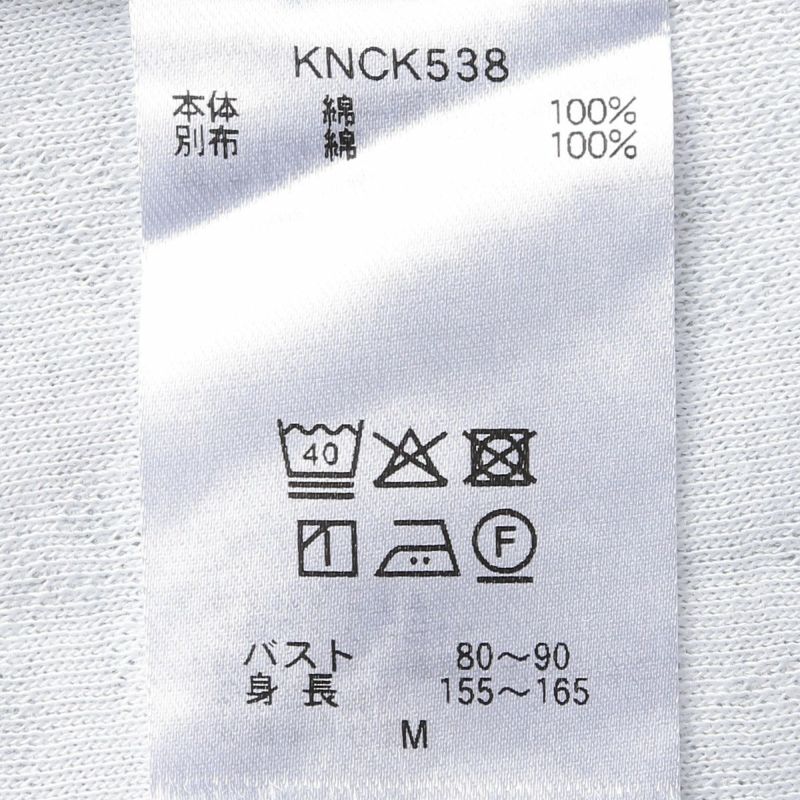 KNCK538
本体 綿 100%
別布 綿 100%
40
F
バスト 80～90
身長 155～165
M